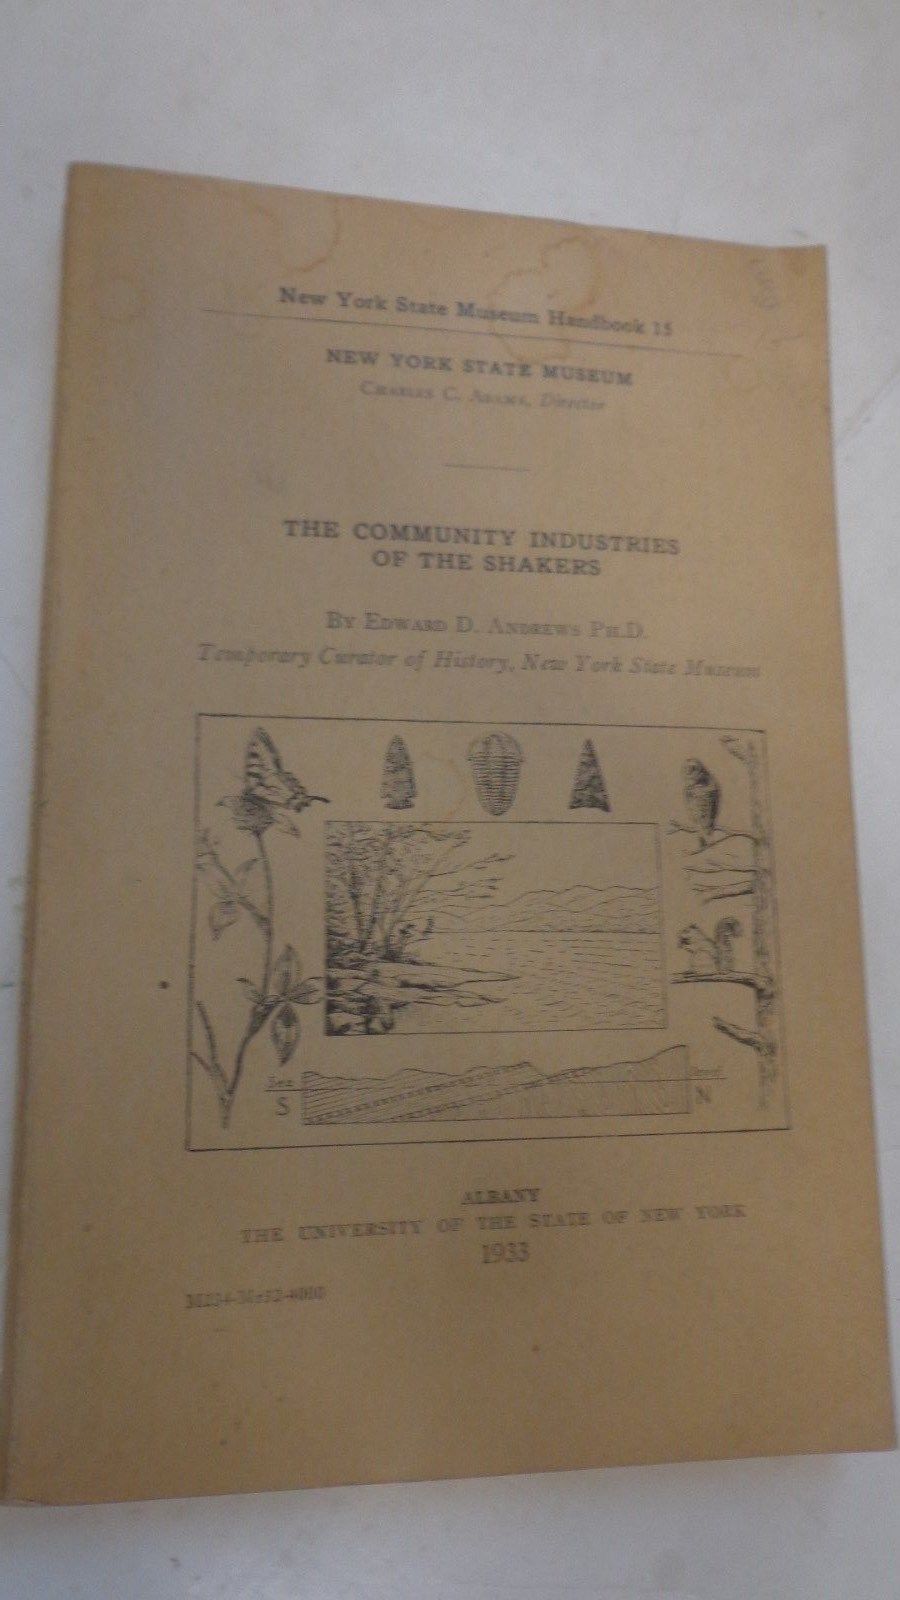 New York State Museum Handbook 15
NEW YORK STATE MUSEUM
CHARLES C. ADAMS, Director
THE COMMUNITY INDUSTRIES
OF THE SHAKERS
BY EDWARD D. ANDREWS PH.D.
Temporary Curator of History, New York State Museum
Sea Level
S N
ALBANY
THE UNIVERSITY OF THE STATE OF NEW YORK
1933